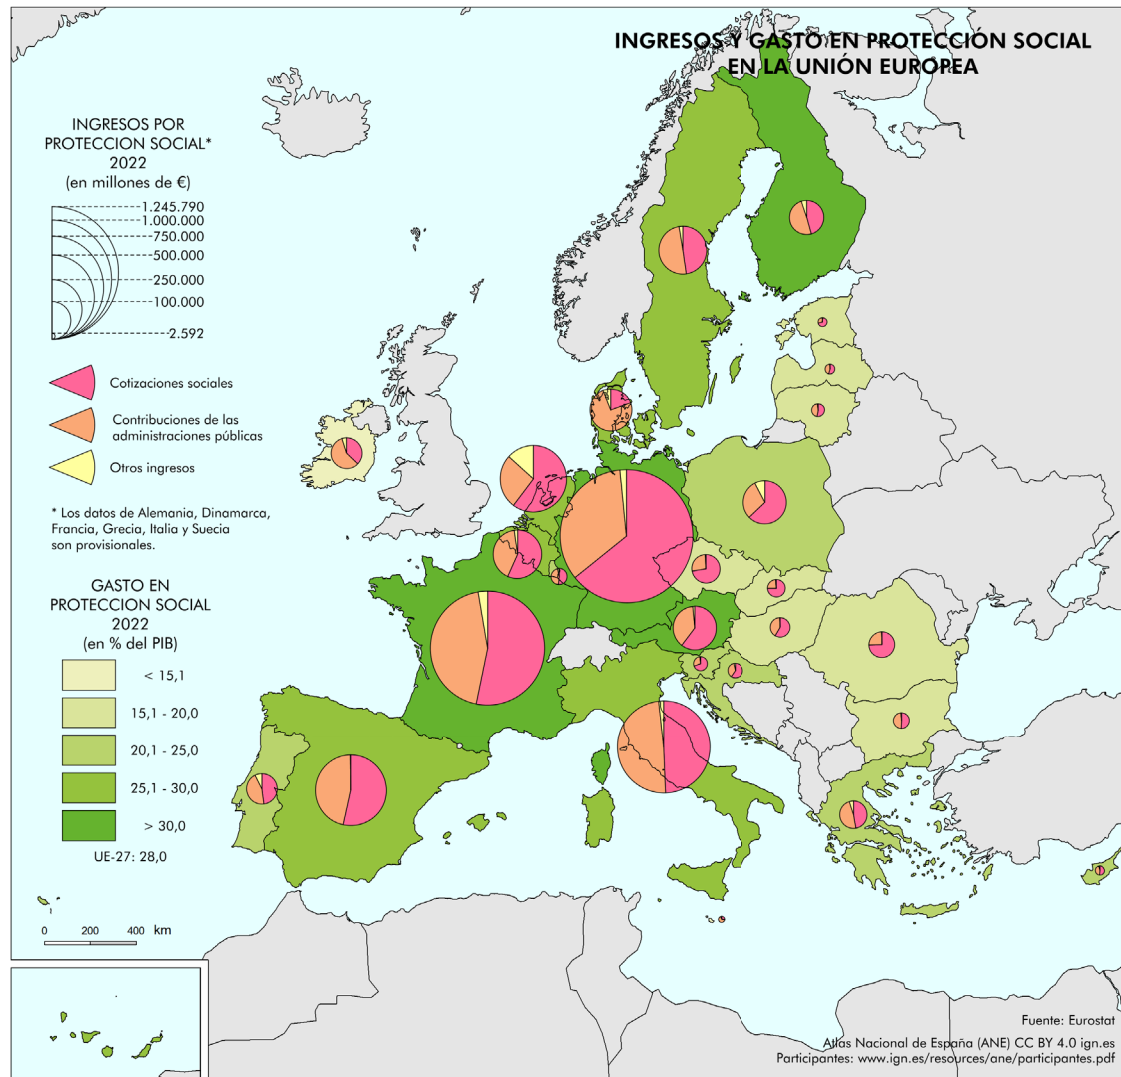 INGRESOS Y GASTO EN PROTECCIÓN SOCIAL
EN LA UNIÓN EUROPEA
INGRESOS POR
PROTECCION SOCIAL*
2022
(en millones de €)
1.245.790
1.000.000
750.000
500.000
250.000
100.000
2.592
Cotizaciones sociales
Contribuciones de las
administraciones públicas
Otros ingresos
* Los datos de Alemania, Dinamarca,
Francia, Grecia, Italia y Suecia
son provisionales.
GASTO EN
PROTECCION SOCIAL
2022
(en % del PIB)
< 15,1
15,1 - 20,0
20,1 - 25,0
25,1 - 30,0
> 30,0
UE-27: 28,0
0 200 400 km
Fuente: Eurostat
Atlas Nacional de España (ANE) CC BY 4.0 ign.es
Participantes: www.ign.es/resources/ane/participantes.pdf